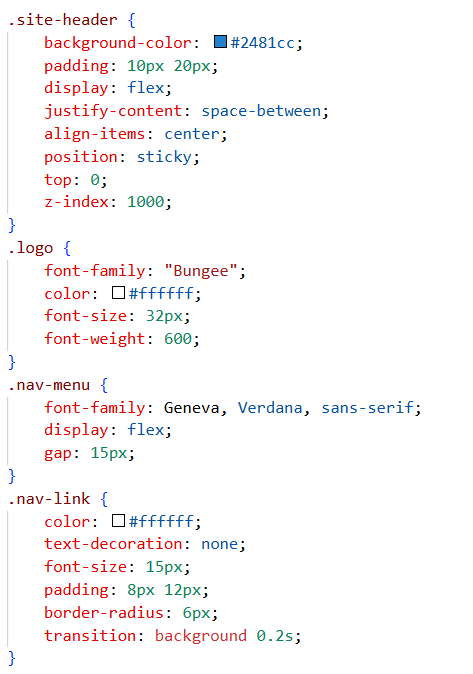 .site-header {
background-color: #2481cc;
padding: 10px 20px;
display: flex;
justify-content: space-between;
align-items: center;
position: sticky;
top: 0;
z-index: 1000;
}
.logo {
font-family: "Bungee";
color: #ffffff;
font-size: 32px;
font-weight: 600;
}
.nav-menu {
font-family: Geneva, Verdana, sans-serif;
display: flex;
gap: 15px;
}
.nav-link {
color: #ffffff;
text-decoration: none;
font-size: 15px;
padding: 8px 12px;
border-radius: 6px;
transition: background 0.2s;
}